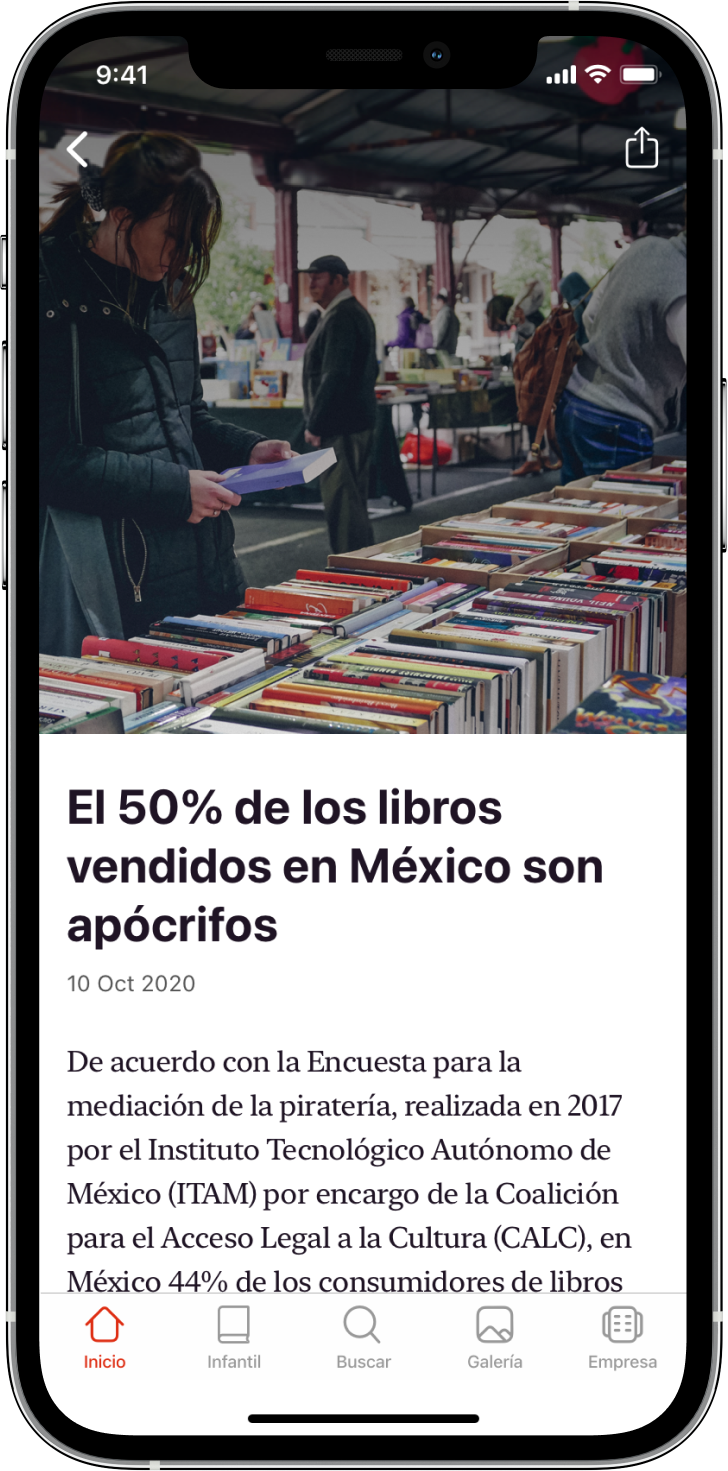 9:41
El 50% de los libros
vendidos en México son
apócrifos
10 Oct 2020
De acuerdo con la Encuesta para la
mediación de la piratería, realizada en 2017
por el Instituto Tecnológico Autónomo de
México (ITAM) por encargo de la Coalición
para el Acceso Legal a la Cultura (CALC), en
México 44% de los consumidores de libros
Inicio
Infantil
Buscar
Galería
Empresa